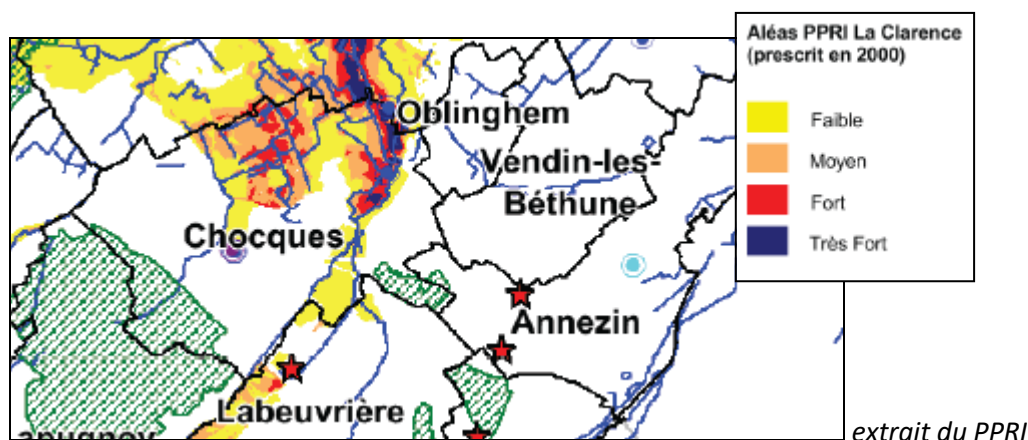 Aléas PPRI La Clarence
(prescrit en 2000)
Faible
Moyen
Fort
Très Fort
Oblinghem
Vendin-les-
Béthune
Chocques
Annezin
Labeuvrière
extrait du PPRI